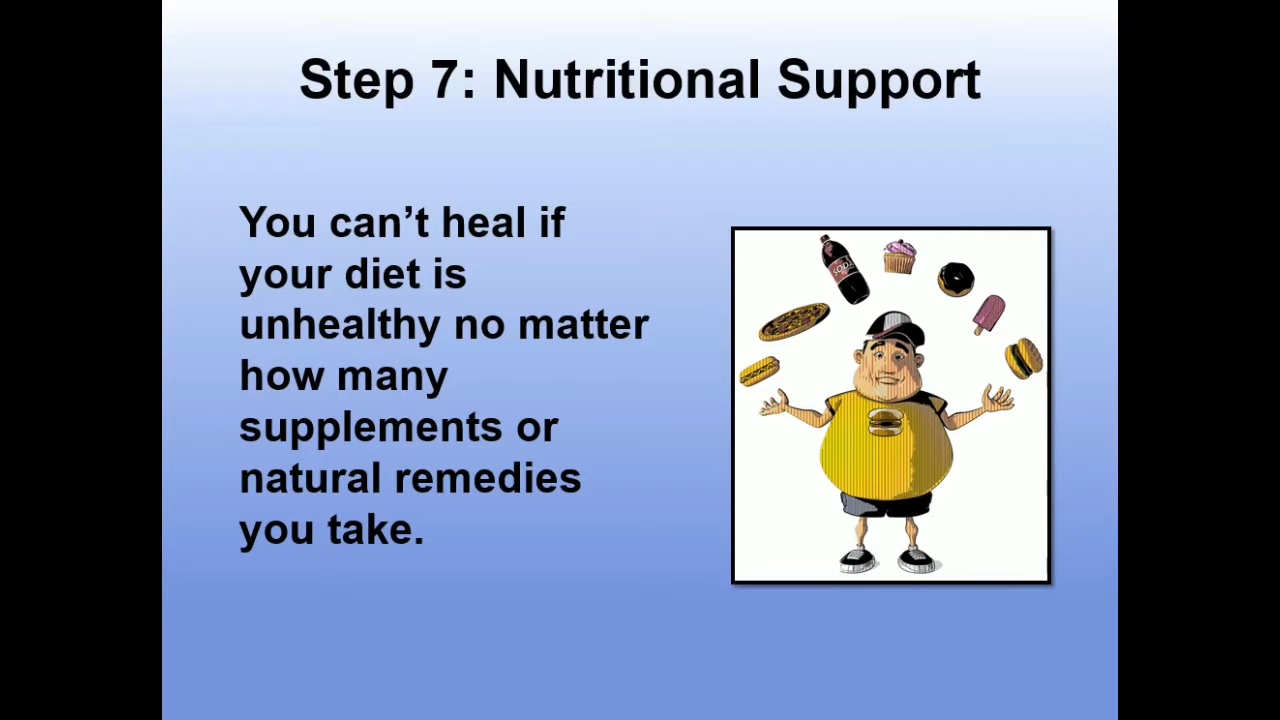 Step 7: Nutritional Support
You can’t heal if
your diet is
unhealthy no matter
how many
supplements or
natural remedies
you take.
SODA